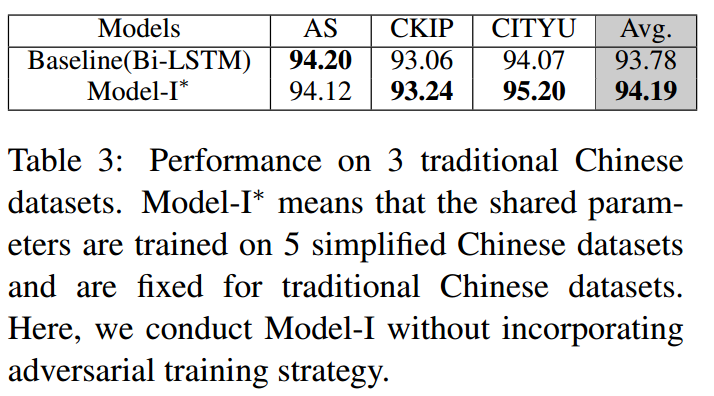 Models AS CKIP CITYU Avg.
Baseline(Bi-LSTM) 94.20 93.06 94.07 93.78
Model-I* 94.12 93.24 95.20 94.19
Table 3: Performance on 3 traditional Chinese
datasets. Model-I* means that the shared param-
eters are trained on 5 simplified Chinese datasets
and are fixed for traditional Chinese datasets.
Here, we conduct Model-I without incorporating
adversarial training strategy.